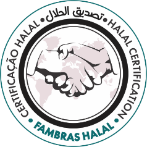 CERTIFICAÇÃO HALAL
تصديق الحلال
HALAL CERTIFICATION
FAMBRAS HALAL